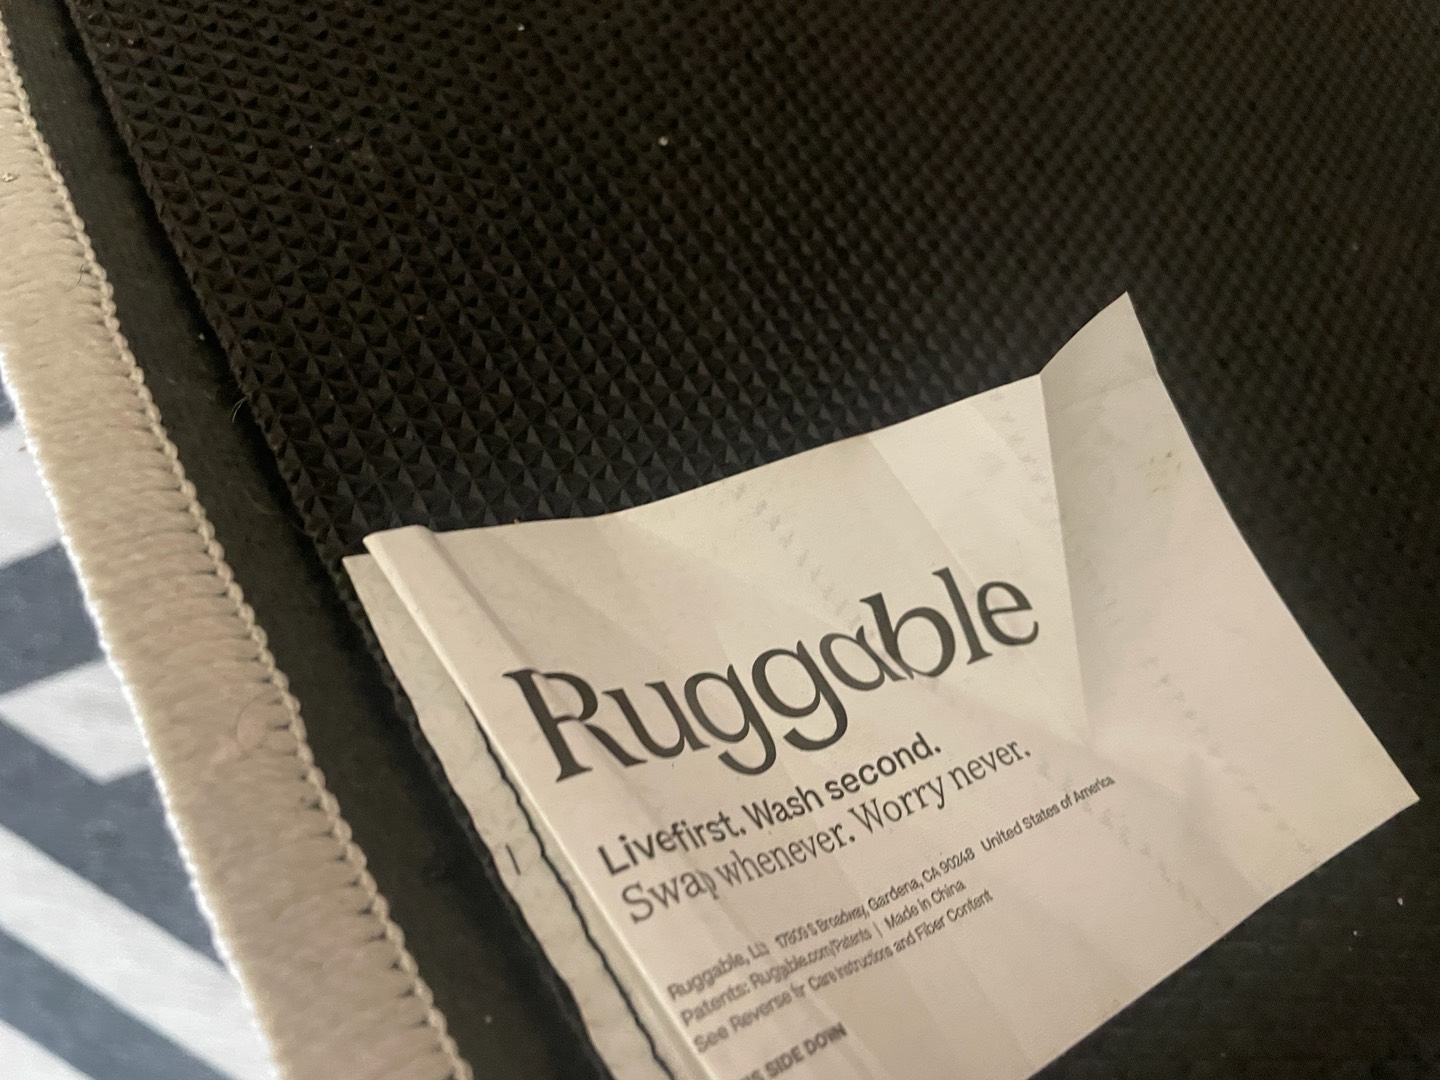 Ruggable
Live first. Wash second.
Swap whenever. Worry never.
Ruggable, LLC 17809 S Broadway, Gardena, CA 90248 United States of America
Patents: Ruggable.com/Patents | Made in China
See Reverse for Care Instructions and Fiber Content
SIDE DOWN